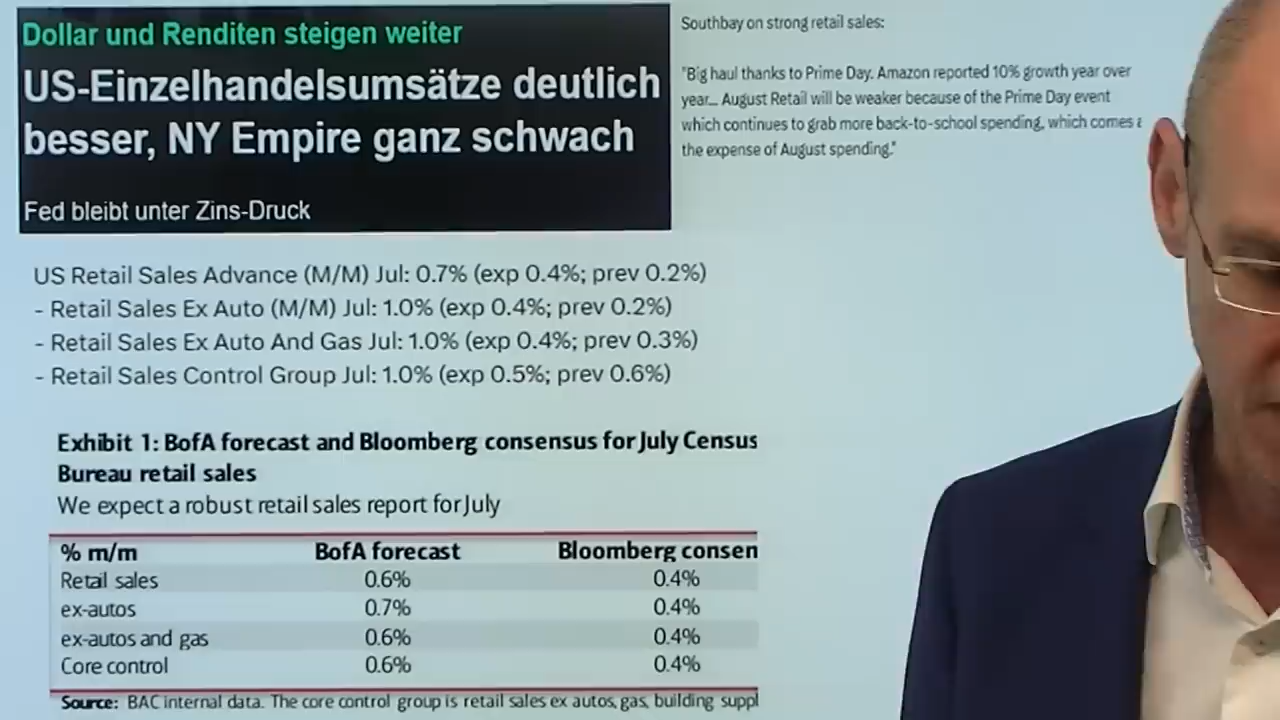 Dollar und Renditen steigen weiter
US-Einzelhandelsumsätze deutlich
besser, NY Empire ganz schwach
Fed bleibt unter Zins-Druck
Southbay on strong retail sales:
"Big haul thanks to Prime Day. Amazon reported 10% growth year over
year... August Retail will be weaker because of the Prime Day event
which continues to grab more back-to-school spending, which comes
the expense of August spending."
US Retail Sales Advance (M/M) Jul: 0.7% (exp 0.4%; prev 0.2%)
- Retail Sales Ex Auto (M/M) Jul: 1.0% (exp 0.4%; prev 0.2%)
- Retail Sales Ex Auto And Gas Jul: 1.0% (exp 0.4%; prev 0.3%)
- Retail Sales Control Group Jul: 1.0% (exp 0.5%; prev 0.6%)
Exhibit 1: BofA forecast and Bloomberg consensus for July Census
Bureau retail sales
We expect a robust retail sales report for July
% m/m BofA forecast Bloomberg consen
Retail sales 0.6% 0.4%
ex-autos 0.7% 0.4%
ex-autos and gas 0.6% 0.4%
Core control 0.6% 0.4%
Source: BAC internal data. The core control group is retail sales ex autos, gas, building suppl